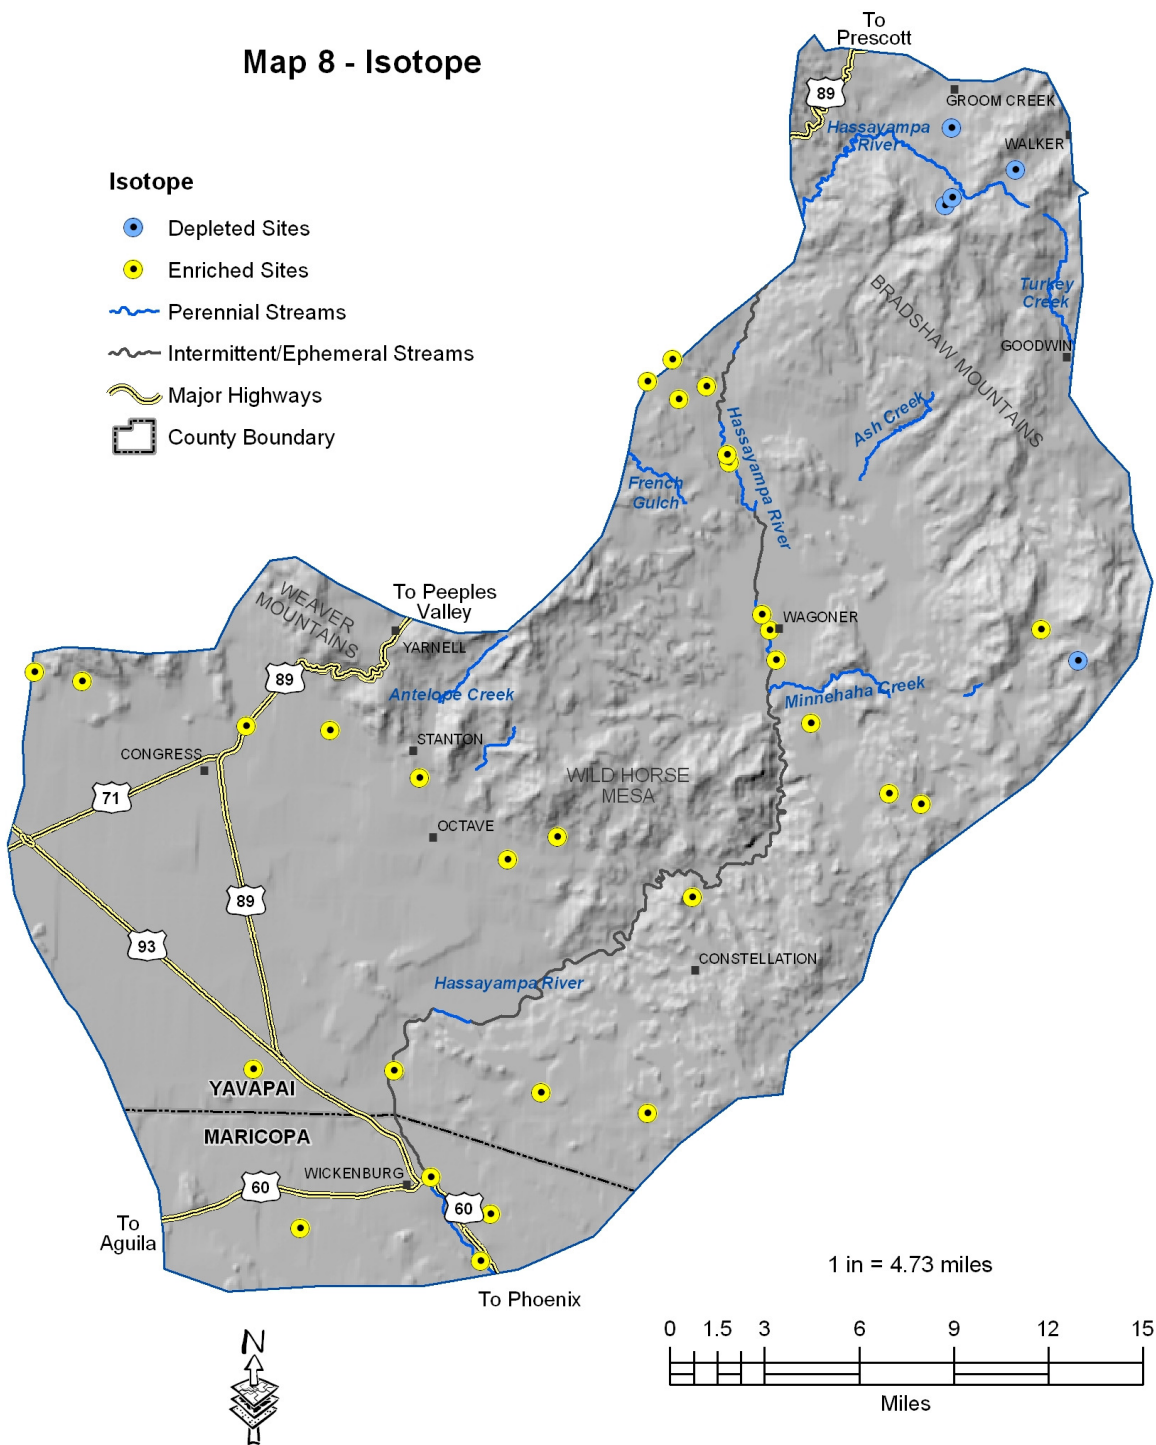 To
Prescott
Map 8 - Isotope
89
GROOM CREEK
Hassayampa
River
WALKER
Isotope
Depleted Sites
Enriched Sites
Perennial Streams
Intermittent/Ephemeral Streams
Major Highways
County Boundary
Turkey
Creek
BRADSHAW MOUNTAINS
GOODWIN
Ash Creek
Hassayampa River
French
Gulch
To Peeples
Valley
WEAVER
MOUNTAINS
WAGONER
YARNELL
89
Antelope Creek
Minnehaha Creek
STANTON
CONGRESS
WILD HORSE
MESA
71
OCTAVE
89
93
CONSTELLATION
Hassayampa River
YAVAPAI
MARICOPA
WICKENBURG
60
60
To
Aguila
1 in = 4.73 miles
To Phoenix
N
0 1.5 3 6 9 12 15
Miles